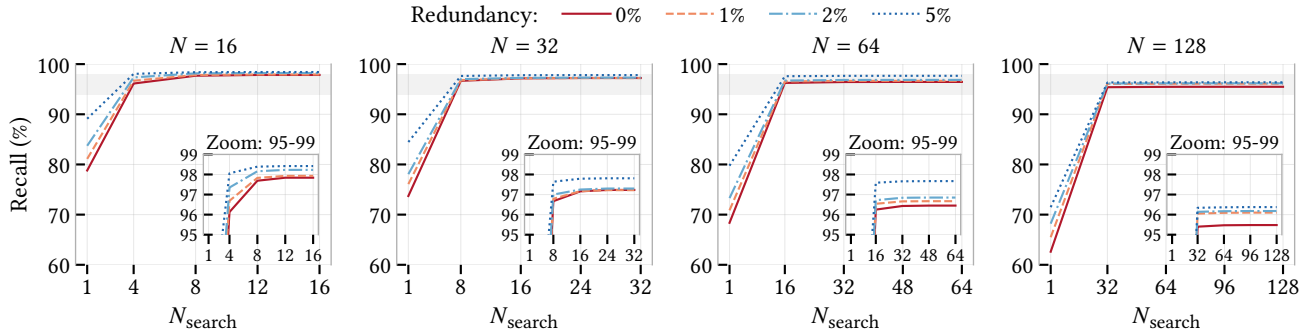 Redundancy: 0% 1% 2% 5%
N = 16 N = 32 N = 64 N = 128
Recall (%)
100 90 80 70 60
1 4 8 12 16
N_search
Zoom: 95-99
99 98 97 96 95
1 4 8 12 16
100 90 80 70 60
1 8 16 24 32
N_search
Zoom: 95-99
99 98 97 96 95
1 8 16 24 32
100 90 80 70 60
1 16 32 48 64
N_search
Zoom: 95-99
99 98 97 96 95
1 16 32 48 64
100 90 80 70 60
1 32 64 96 128
N_search
Zoom: 95-99
99 98 97 96 95
1 32 64 96 128